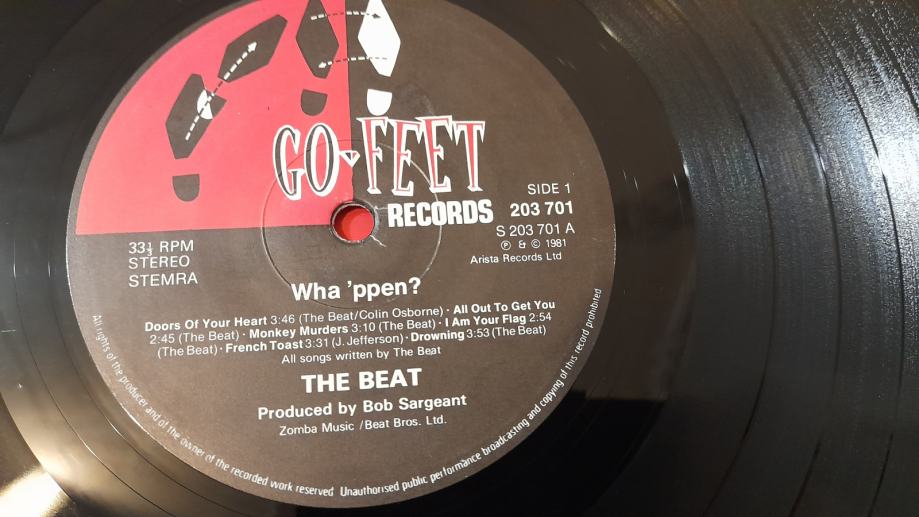 GO FEET
RECORDS
SIDE 1
203 701
S 203 701 A
℗ & © 1981
Arista Records Ltd
33⅓ RPM
STEREO
STEMRA
Wha 'ppen?
Doors Of Your Heart 3:46 (The Beat/Colin Osborne) · All Out To Get You
2:45 (The Beat) · Monkey Murders 3:10 (The Beat) · I Am Your Flag 2:54
(The Beat) · French Toast 3:31 (J. Jefferson) · Drowning 3:53 (The Beat)
All songs written by The Beat
THE BEAT
Produced by Bob Sargeant
Zomba Music / Beat Bros. Ltd.
All rights of the producer and of the owner of the recorded work reserved Unauthorised public performance broadcasting and copying of this record prohibited